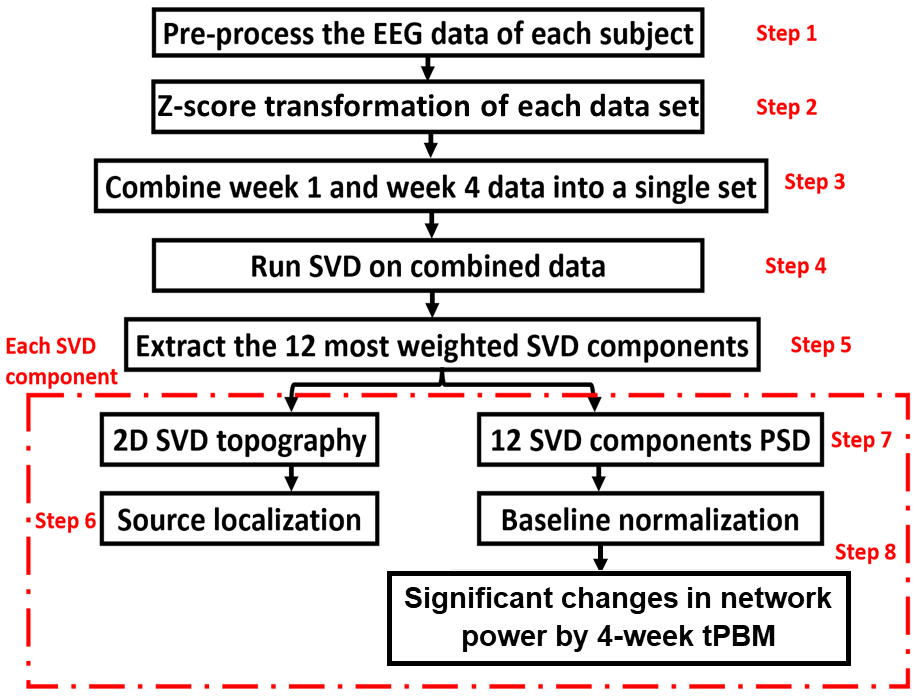 Pre-process the EEG data of each subject
Step 1
Z-score transformation of each data set
Step 2
Combine week 1 and week 4 data into a single set
Step 3
Run SVD on combined data
Step 4
Extract the 12 most weighted SVD components
Step 5
Each SVD
component
2D SVD topography
12 SVD components PSD
Step 7
Step 6
Source localization
Baseline normalization
Step 8
Significant changes in network
power by 4-week tPBM